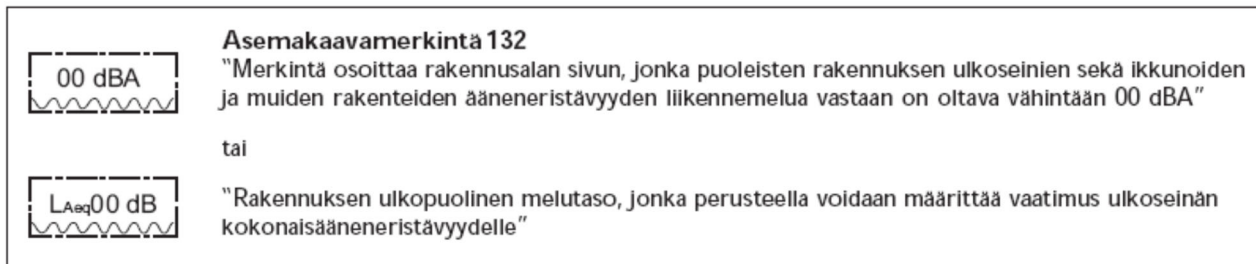 Asemakaavamerkintä 132
00 dBA
"Merkintä osoittaa rakennusalan sivun, jonka puoleisten rakennuksen ulkoseinien sekä ikkunoiden
ja muiden rakenteiden ääneneristävyyden liikennemelua vastaan on oltava vähintään 00 dBA"
tai
LAeq00 dB
"Rakennuksen ulkopuolinen melutaso, jonka perusteella voidaan määrittää vaatimus ulkoseinän
kokonaisääneneristävyydelle"